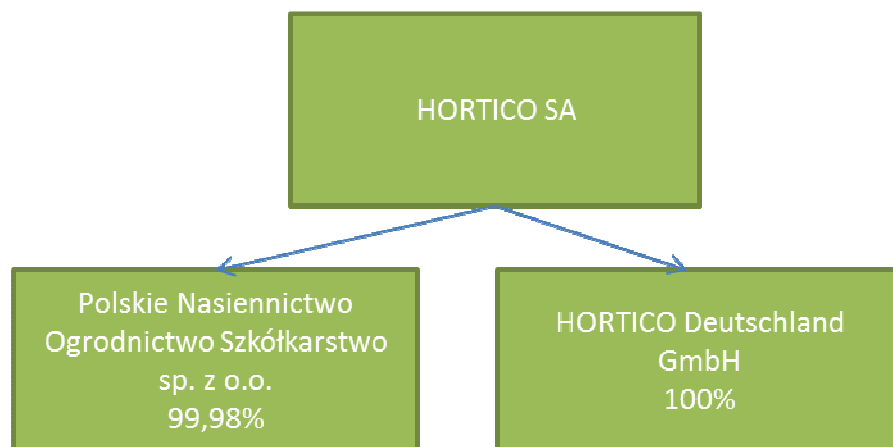 HORTICO SA
Polskie Nasiennictwo
Ogrodnictwo Szkółkarstwo
sp. z o.o.
99,98%
HORTICO Deutschland
GmbH
100%